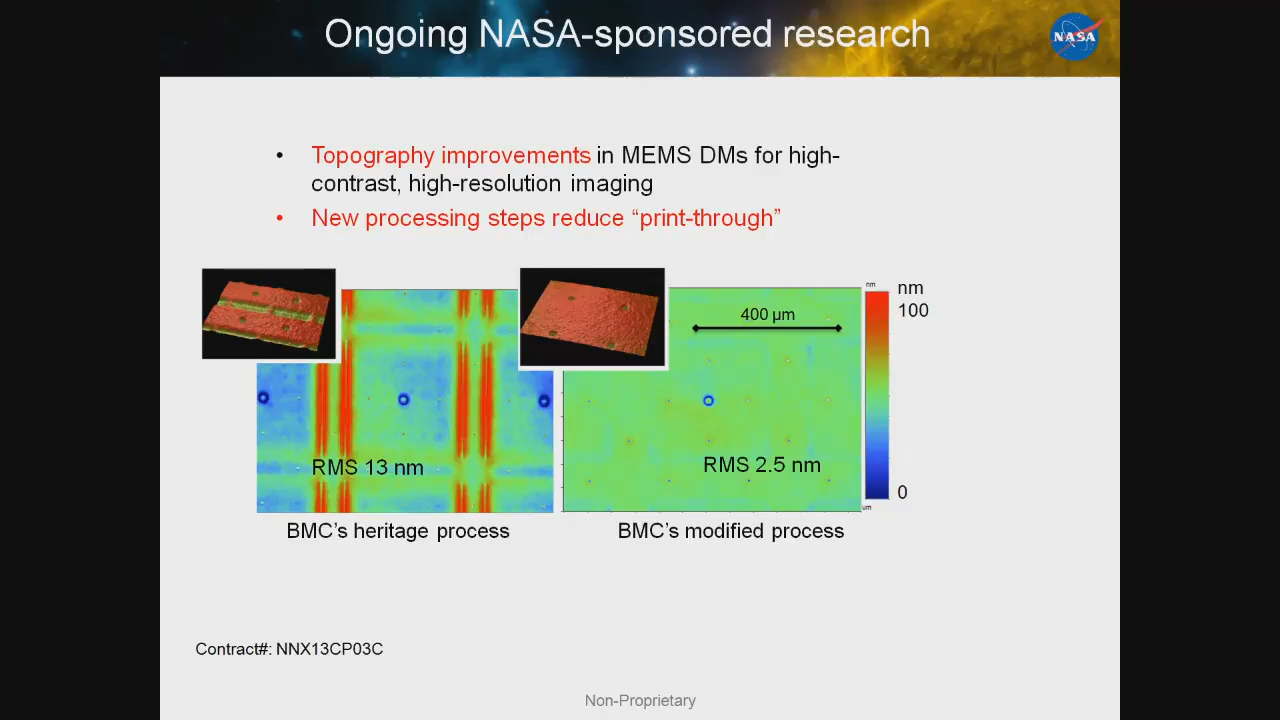 Ongoing NASA-sponsored research
NASA
• Topography improvements in MEMS DMs for high-
contrast, high-resolution imaging
• New processing steps reduce “print-through”
nm
nm
100
400 µm
RMS 13 nm
RMS 2.5 nm
0
um
BMC’s heritage process
BMC’s modified process
Contract#: NNX13CP03C
Non-Proprietary